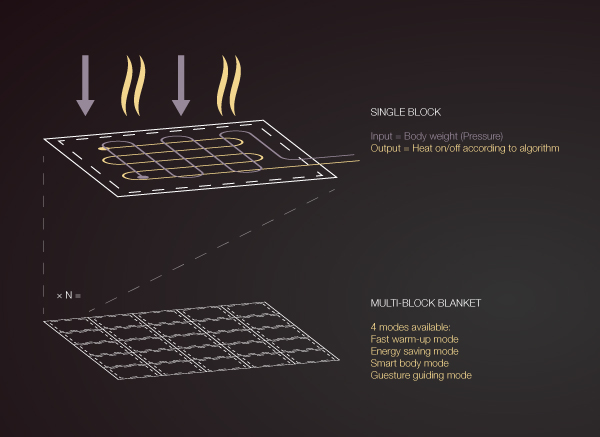 SINGLE BLOCK
Input = Body weight (Pressure)
Output = Heat on/off according to algorithm
× N =
MULTI-BLOCK BLANKET
4 modes available:
Fast warm-up mode
Energy saving mode
Smart body mode
Guesture guiding mode